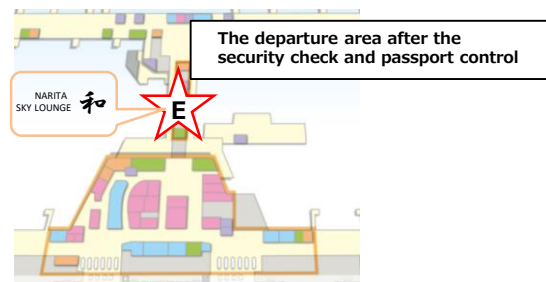 The departure area after the
security check and passport control
NARITA
SKY LOUNGE 和
E